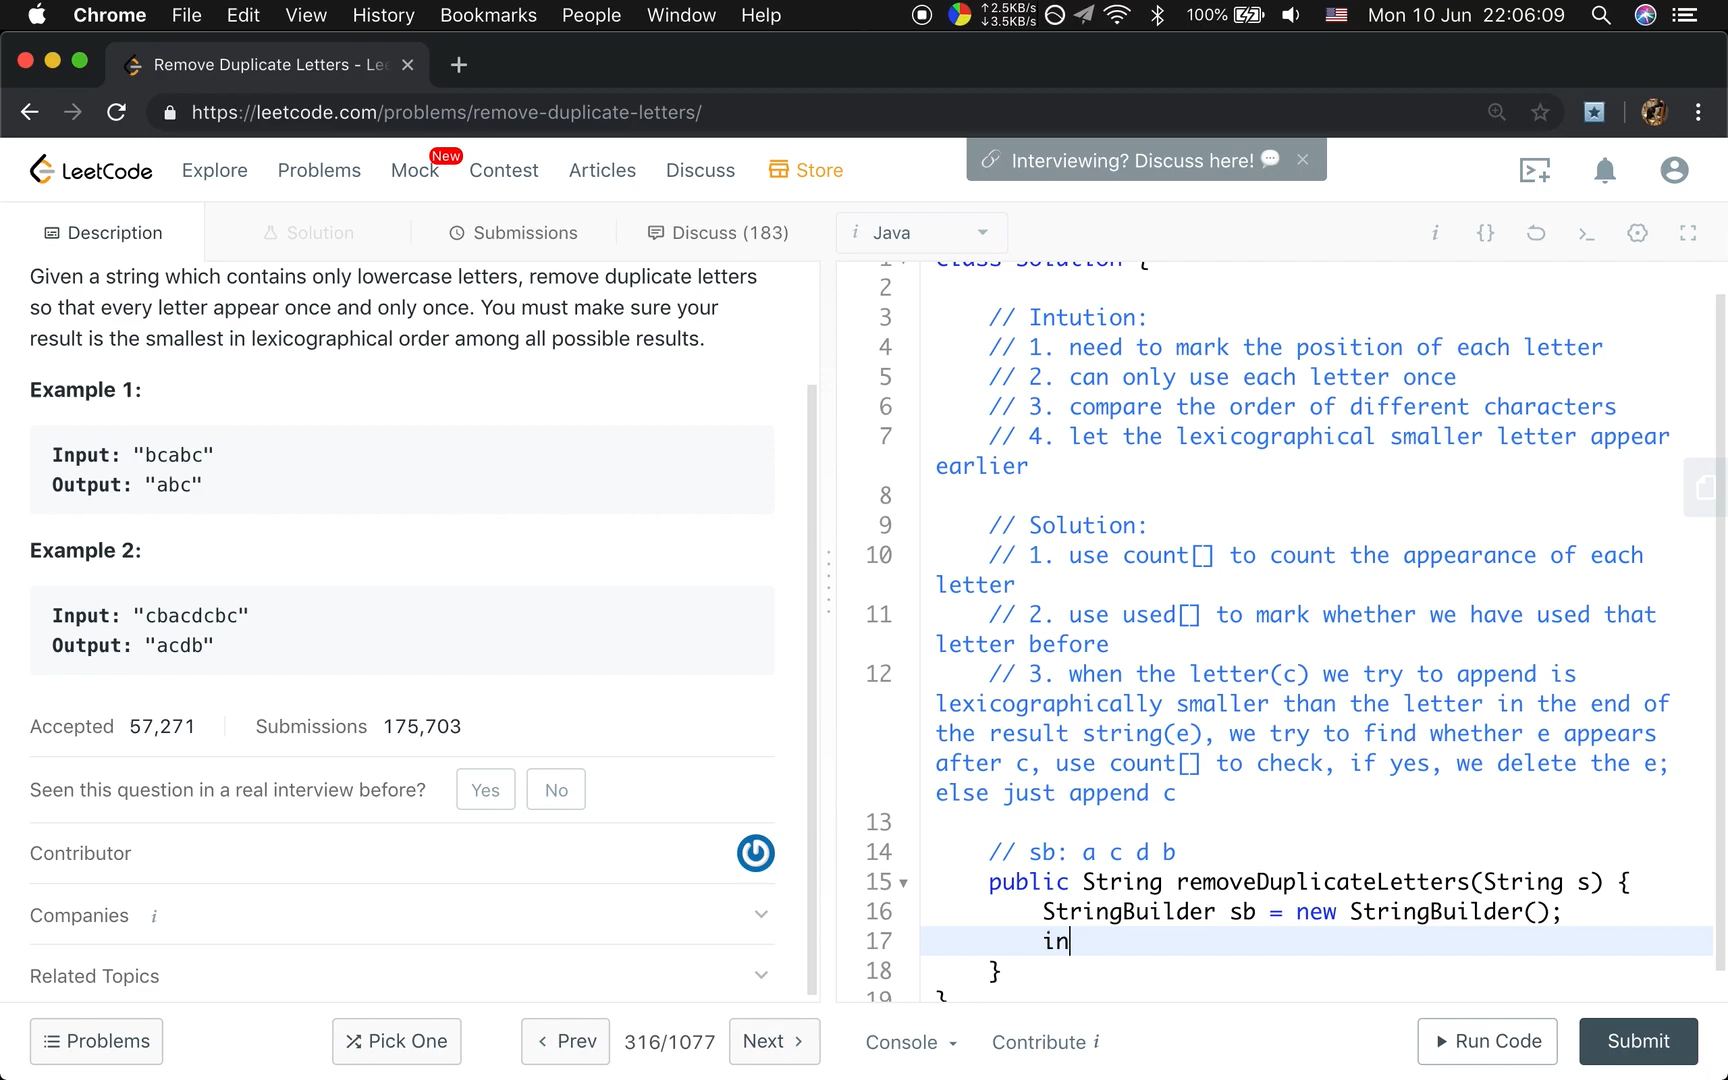 Chrome File Edit View History Bookmarks People Window Help
↑2.5KB/s
↓3.5KB/s
100%
Mon 10 Jun 22:06:09
Remove Duplicate Letters - Le
https://leetcode.com/problems/remove-duplicate-letters/
LeetCode Explore Problems Mock New Contest Articles Discuss Store
Interviewing? Discuss here!
Description Solution Submissions Discuss (183)
i Java
Given a string which contains only lowercase letters, remove duplicate letters
so that every letter appear once and only once. You must make sure your
result is the smallest in lexicographical order among all possible results.
Example 1:
Input: "bcabc"
Output: "abc"
Example 2:
Input: "cbacdcbc"
Output: "acdb"
Accepted 57,271 Submissions 175,703
Seen this question in a real interview before? Yes No
Contributor
Companies i
Related Topics
Problems Pick One Prev 316/1077 Next
1 class Solution {
2
3 // Intution:
4 // 1. need to mark the position of each letter
5 // 2. can only use each letter once
6 // 3. compare the order of different characters
7 // 4. let the lexicographical smaller letter appear
earlier
8
9 // Solution:
10 // 1. use count[] to count the appearance of each
letter
11 // 2. use used[] to mark whether we have used that
letter before
12 // 3. when the letter(c) we try to append is
lexicographically smaller than the letter in the end of
the result string(e), we try to find whether e appears
after c, use count[] to check, if yes, we delete the e;
else just append c
13
14 // sb: a c d b
15 public String removeDuplicateLetters(String s) {
16 StringBuilder sb = new StringBuilder();
17 in
18 }
19 }
Console Contribute i Run Code Submit